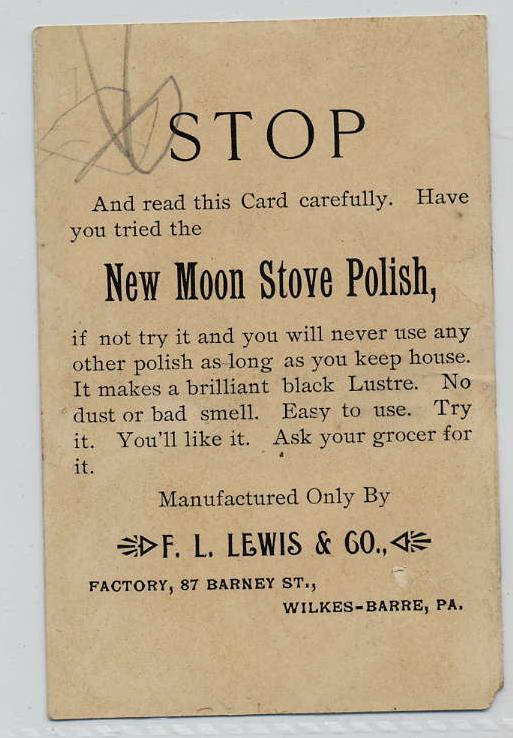 STOP
And read this Card carefully. Have
you tried the
New Moon Stove Polish,
if not try it and you will never use any
other polish as long as you keep house.
It makes a brilliant black Lustre. No
dust or bad smell. Easy to use. Try
it. You'll like it. Ask your grocer for
it.
Manufactured Only By
F. L. LEWIS & CO.,
FACTORY, 87 BARNEY ST.,
WILKES-BARRE, PA.